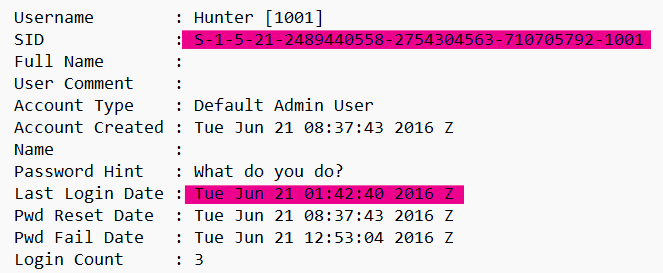 Username : Hunter [1001]
SID : S-1-5-21-2489440558-2754304563-710705792-1001
Full Name :
User Comment :
Account Type : Default Admin User
Account Created : Tue Jun 21 08:37:43 2016 Z
Name :
Password Hint : What do you do?
Last Login Date : Tue Jun 21 01:42:40 2016 Z
Pwd Reset Date : Tue Jun 21 08:37:43 2016 Z
Pwd Fail Date : Tue Jun 21 12:53:04 2016 Z
Login Count : 3